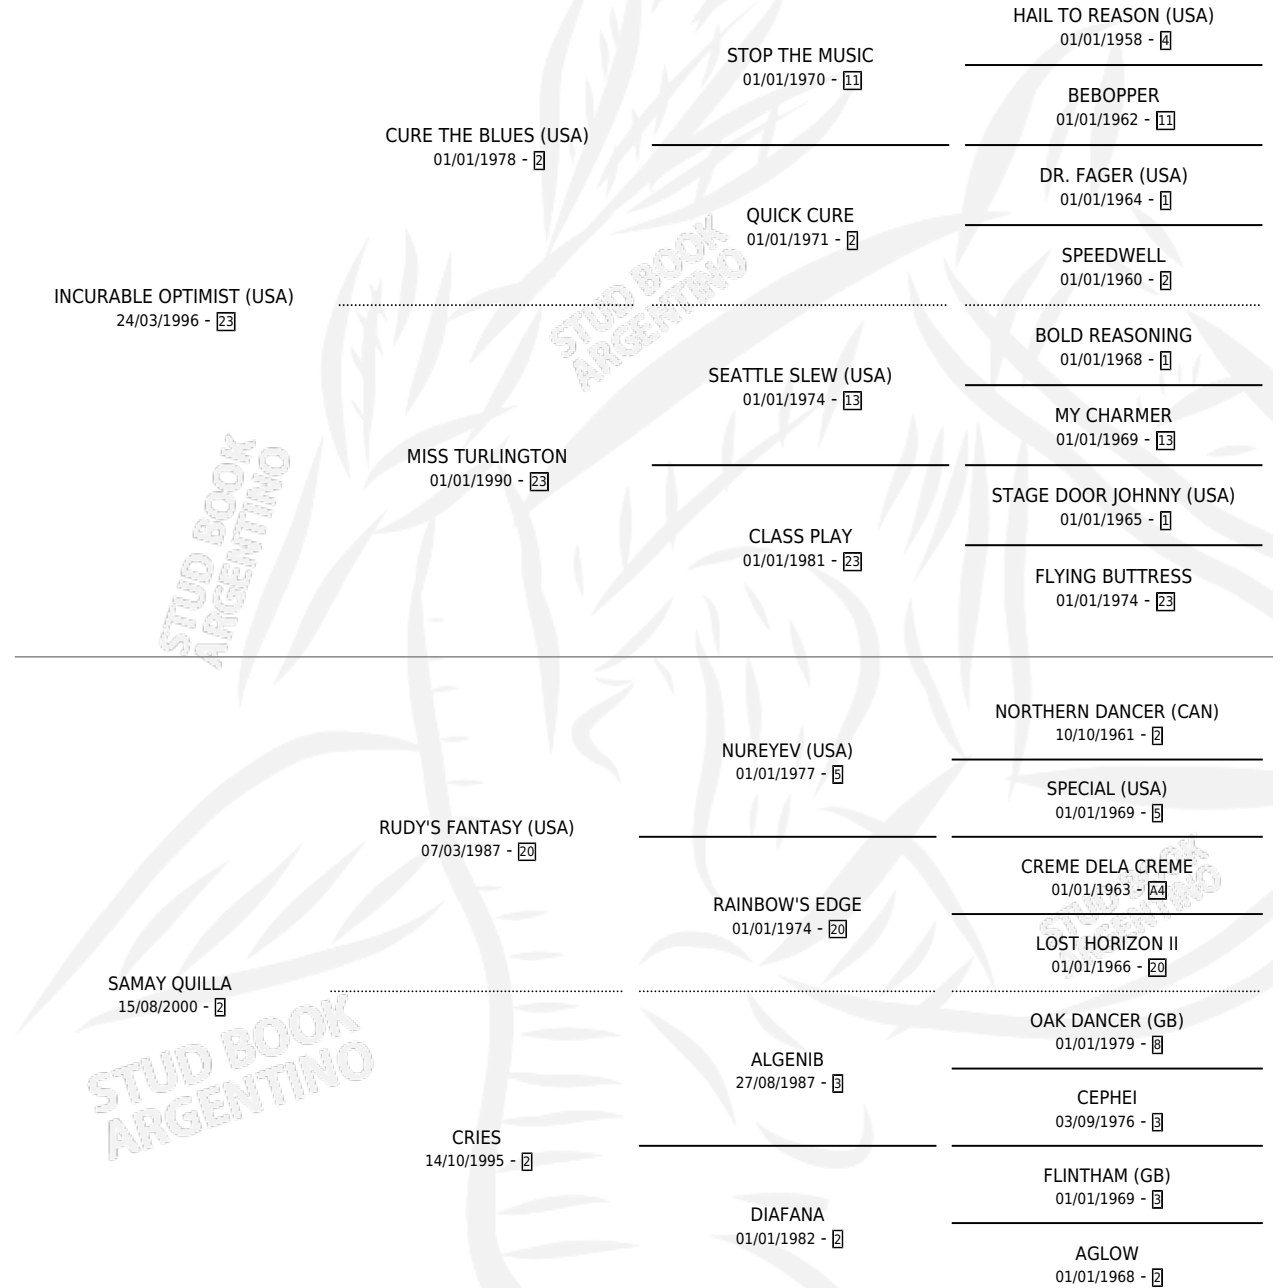 HAIL TO REASON (USA)
01/01/1958 - 4
STOP THE MUSIC
01/01/1970 - 11
BEBOPPER
01/01/1962 - 11
CURE THE BLUES (USA)
01/01/1978 - 2
DR. FAGER (USA)
01/01/1964 - 1
QUICK CURE
01/01/1971 - 2
SPEEDWELL
01/01/1960 - 2
INCURABLE OPTIMIST (USA)
24/03/1996 - 23
STUD BOOK
ARGENTINO
BOLD REASONING
01/01/1968 - 1
SEATTLE SLEW (USA)
01/01/1974 - 13
MY CHARMER
01/01/1969 - 13
MISS TURLINGTON
01/01/1990 - 23
STAGE DOOR JOHNNY (USA)
01/01/1965 - 1
CLASS PLAY
01/01/1981 - 23
FLYING BUTTRESS
01/01/1974 - 23
STUD BOOK
ARGENTINO
NORTHERN DANCER (CAN)
10/10/1961 - 2
NUREYEV (USA)
01/01/1977 - 5
SPECIAL (USA)
01/01/1969 - 5
RUDY'S FANTASY (USA)
07/03/1987 - 20
CREME DELA CREME
01/01/1963 - A4
RAINBOW'S EDGE
01/01/1974 - 20
LOST HORIZON II
01/01/1966 - 20
STUD BOOK
ARGENTINO
SAMAY QUILLA
15/08/2000 - 2
OAK DANCER (GB)
01/01/1979 - 8
ALGENIB
27/08/1987 - 3
CEPHEI
03/09/1976 - 3
STUD BOOK
ARGENTINO
CRIES
14/10/1995 - 2
FLINTHAM (GB)
01/01/1969 - 3
DIAFANA
01/01/1982 - 2
AGLOW
01/01/1968 - 2